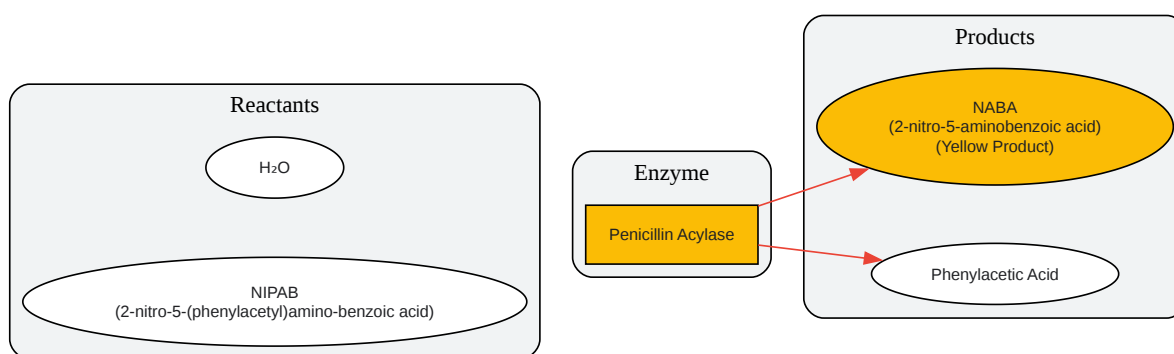 Reactants
H₂O
NIPAB
(2-nitro-5-(phenylacetyl)amino-benzoic acid)
Enzyme
Penicillin Acylase
Products
NABA
(2-nitro-5-aminobenzoic acid)
(Yellow Product)
Phenylacetic Acid